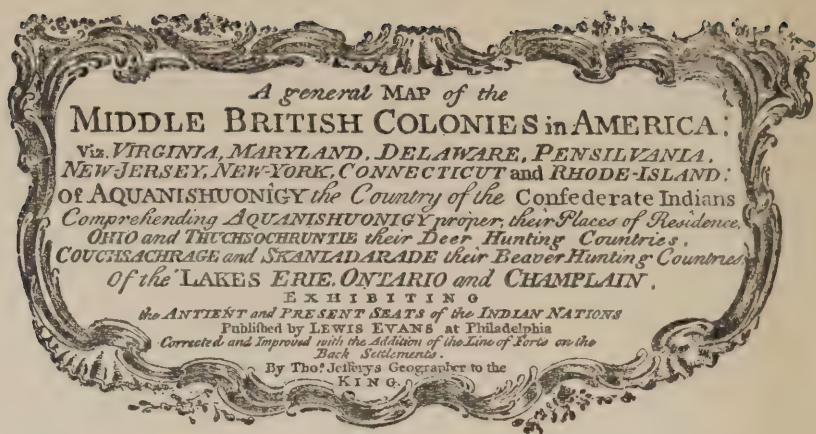 A general MAP of the
MIDDLE BRITISH COLONIES in AMERICA:
Viz. VIRGINIA, MARYLAND, DELAWARE, PENSILVANIA,
NEW-JERSEY, NEW-YORK, CONNECTICUT and RHODE-ISLAND:
Of AQUANISHUONÎGY the Country of the Confederate Indians
Comprehending AQUANISHUONIGY proper, their Places of Residence,
OHIO and THUCHSOCHRUNTIE their Deer Hunting Countries,
COUCHSACHRAGE and SKANIADARADE their Beaver Hunting Countries,
Of the LAKES ERIE, ONTARIO and CHAMPLAIN,
EXHIBITING
the ANTIENT and PRESENT SEATS of the INDIAN NATIONS
Publiſhed by LEWIS EVANS at Philadelphia
Corrected and Improved with the Addition of the Line of Forts on the
Back Settlements.
By Thoˢ. Jefferys Geographer to the
KING.